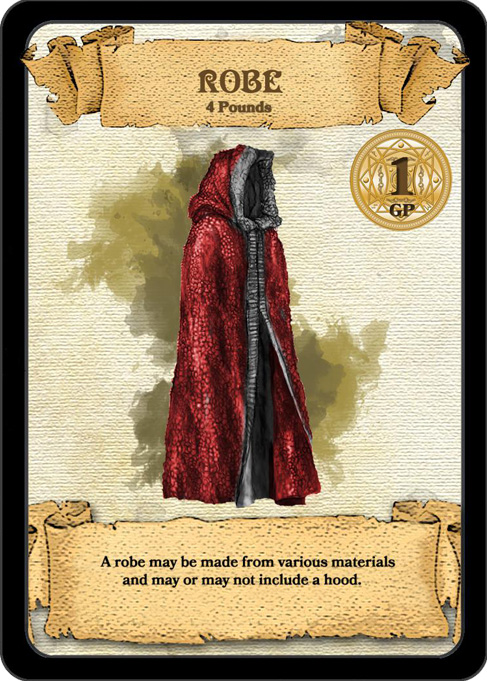 ROBE
4 Pounds
1
GP
A robe may be made from various materials
and may or may not include a hood.